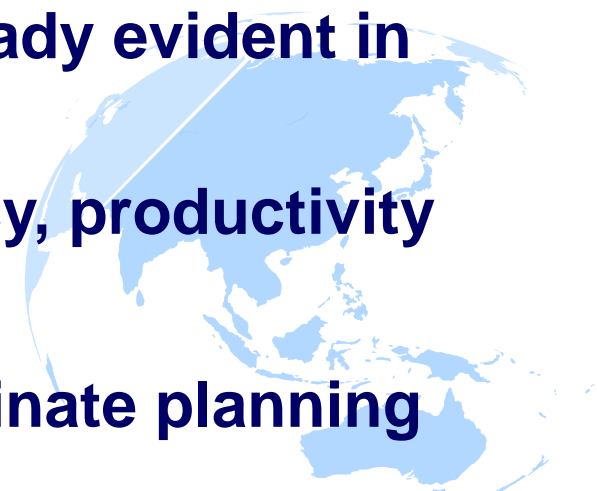 ady evident in
y, productivity
inate planning